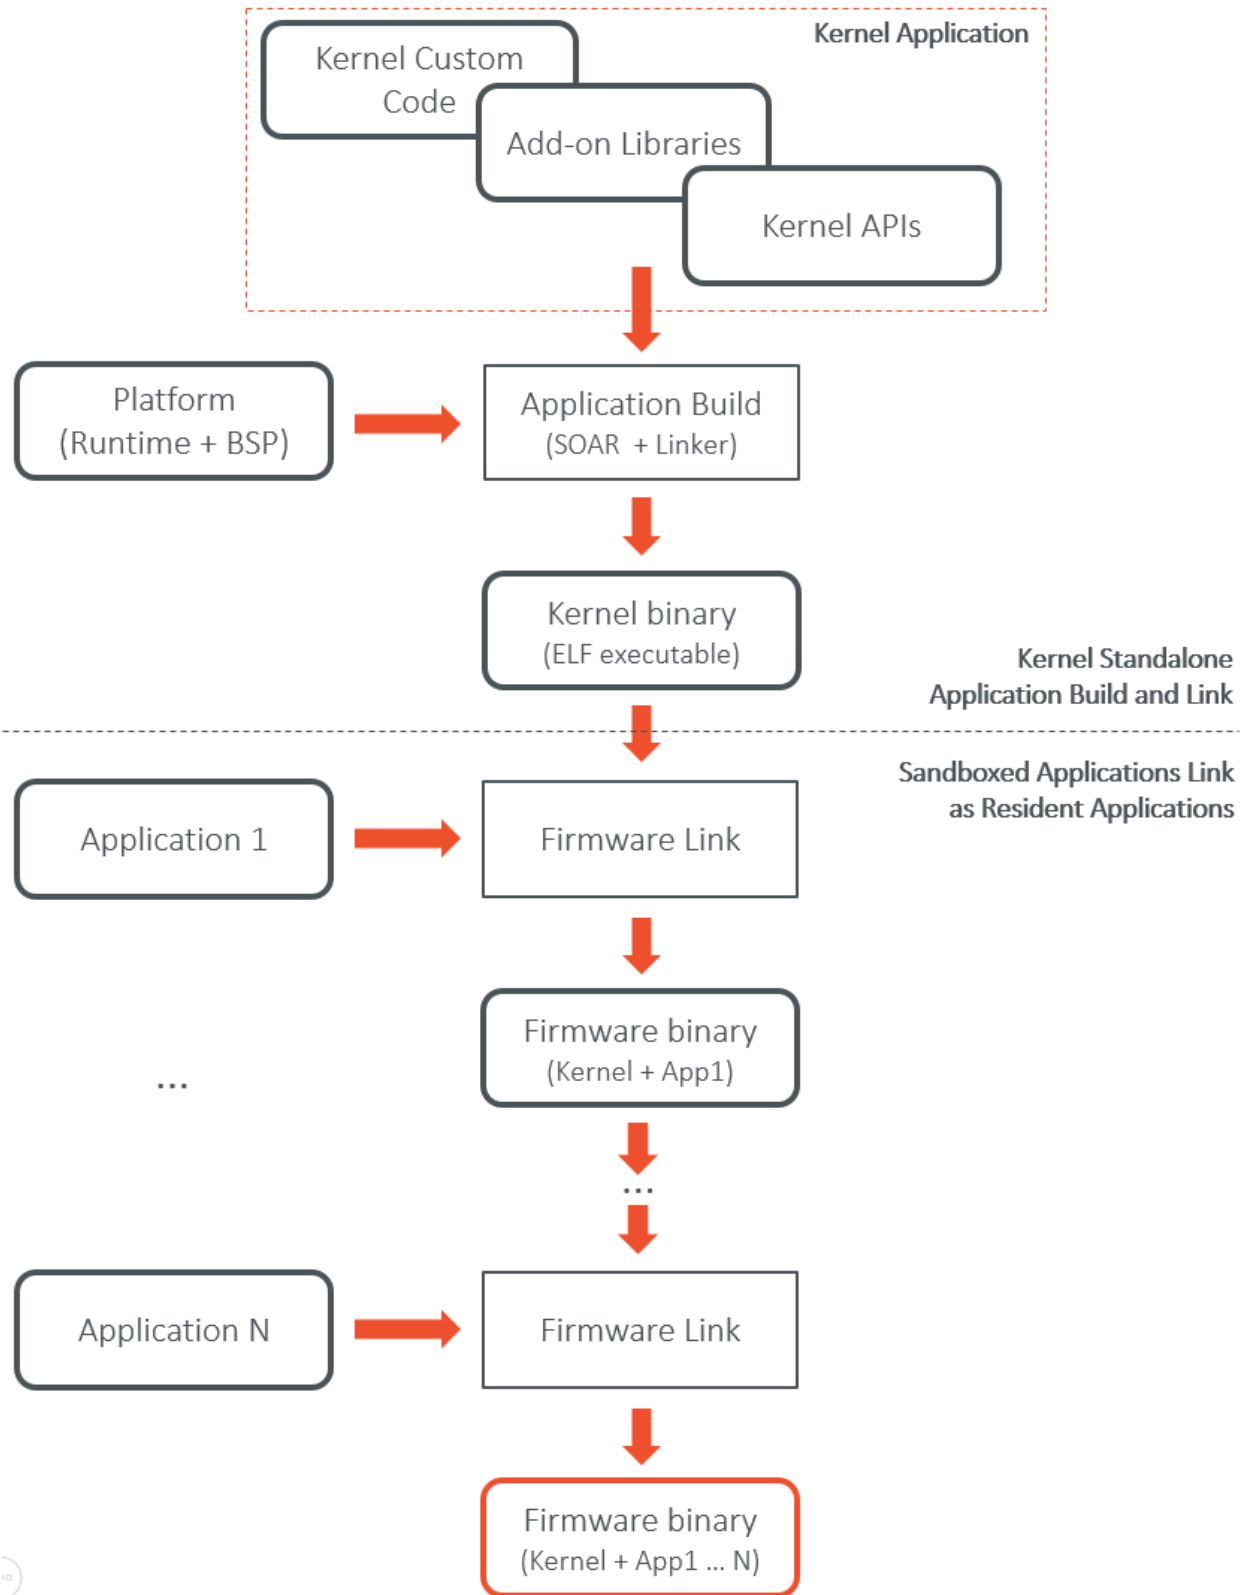 Kernel Application
Kernel Custom
Code
Add-on Libraries
Kernel APIs
Platform
(Runtime + BSP)
Application Build
(SOAR + Linker)
Kernel binary
(ELF executable)
Kernel Standalone
Application Build and Link
Sandboxed Applications Link
as Resident Applications
Application 1
Firmware Link
Firmware binary
(Kernel + App1)
...
...
Application N
Firmware Link
Firmware binary
(Kernel + App1 ... N)